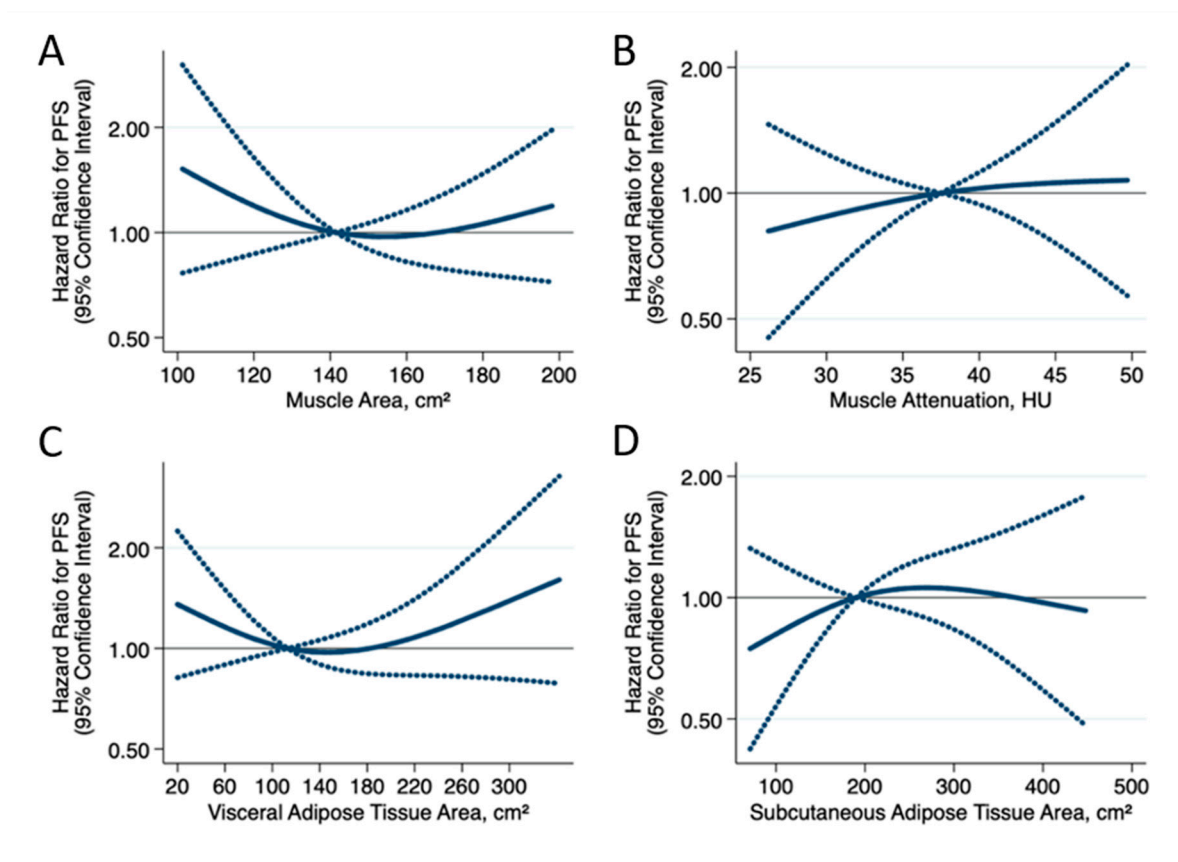 A
Hazard Ratio for PFS
(95% Confidence Interval)
2.00
1.00
0.50
100 120 140 160 180 200
Muscle Area, cm²
B
Hazard Ratio for PFS
(95% Confidence Interval)
2.00
1.00
0.50
25 30 35 40 45 50
Muscle Attenuation, HU
C
Hazard Ratio for PFS
(95% Confidence Interval)
2.00
1.00
0.50
20 60 100 140 180 220 260 300
Visceral Adipose Tissue Area, cm²
D
Hazard Ratio for PFS
(95% Confidence Interval)
2.00
1.00
0.50
100 200 300 400 500
Subcutaneous Adipose Tissue Area, cm²